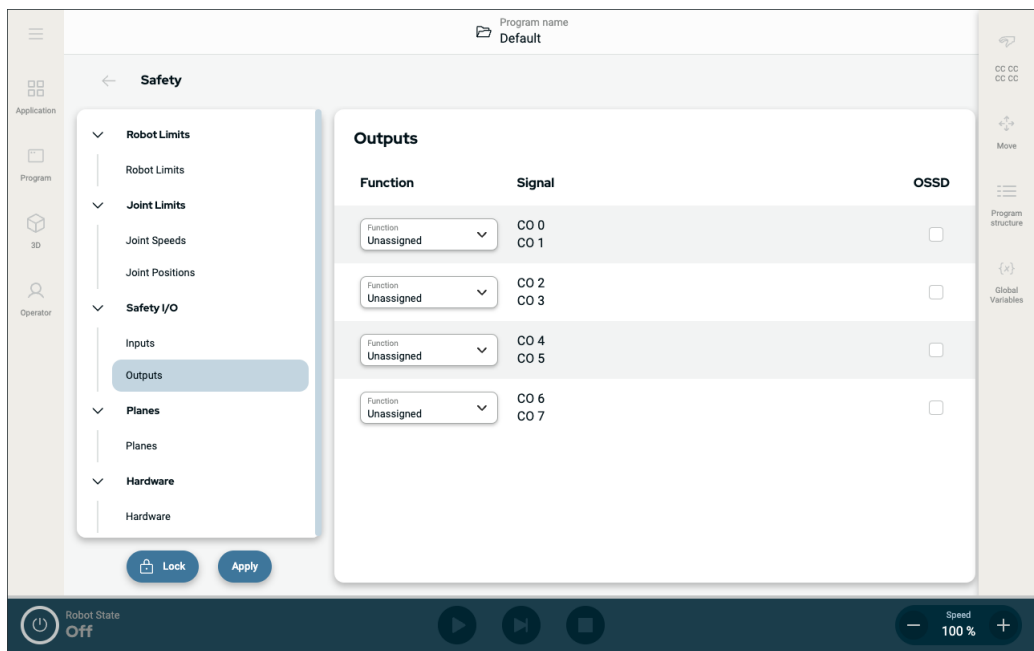 Program name
Default
Application
Program
3D
Operator
Safety
Robot Limits
Robot Limits
Joint Limits
Joint Speeds
Joint Positions
Safety I/O
Inputs
Outputs
Planes
Planes
Hardware
Hardware
Lock
Apply
Outputs
Function Signal OSSD
Function
Unassigned
CO 0
CO 1
Function
Unassigned
CO 2
CO 3
Function
Unassigned
CO 4
CO 5
Function
Unassigned
CO 6
CO 7
CC CC
CC CC
Move
Program
structure
{x}
Global
Variables
Robot State
Off
Speed
100 %